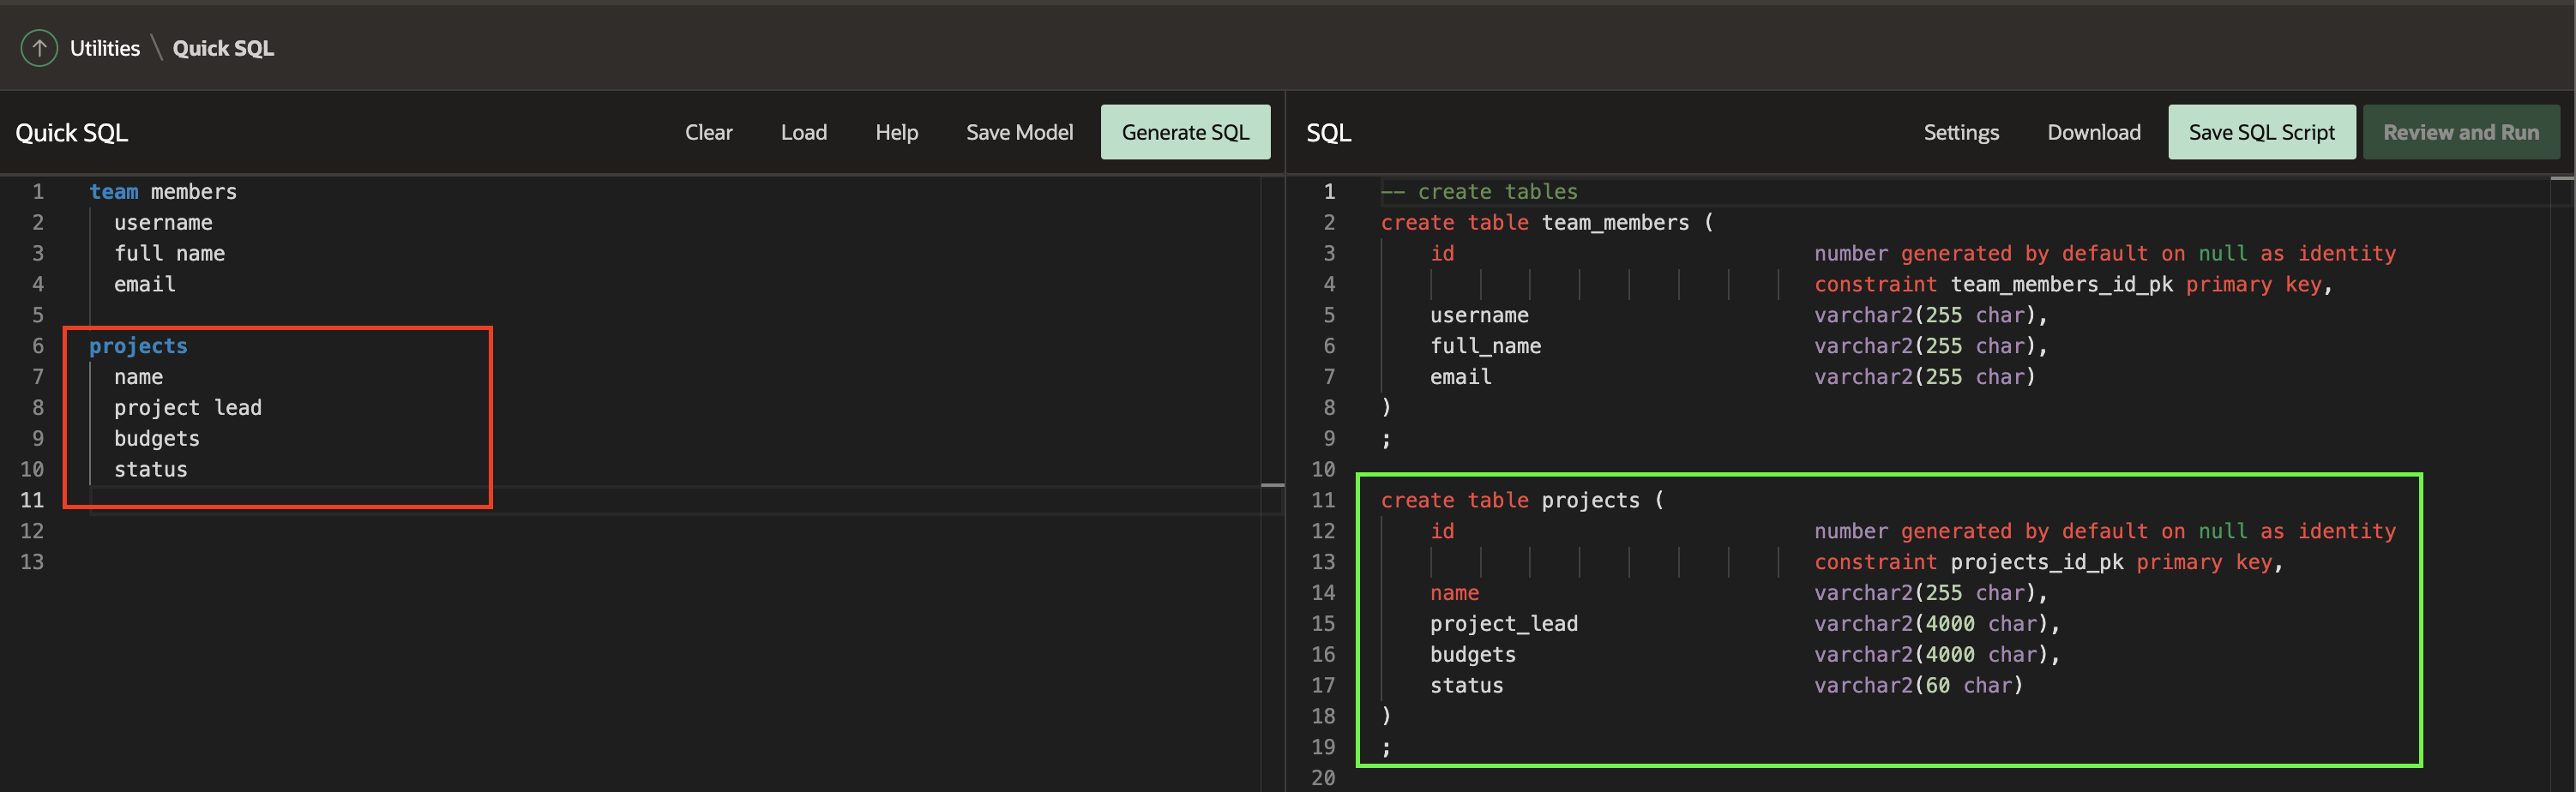 Utilities \ Quick SQL
Quick SQL Clear Load Help Save Model Generate SQL
1 team members
2 username
3 full name
4 email
5
6 projects
7 name
8 project lead
9 budgets
10 status
11
12
13
SQL Settings Download Save SQL Script Review and Run
1 -- create tables
2 create table team_members (
3 id number generated by default on null as identity
4 constraint team_members_id_pk primary key,
5 username varchar2(255 char),
6 full_name varchar2(255 char),
7 email varchar2(255 char)
8 )
9 ;
10
11 create table projects (
12 id number generated by default on null as identity
13 constraint projects_id_pk primary key,
14 name varchar2(255 char),
15 project_lead varchar2(4000 char),
16 budgets varchar2(4000 char),
17 status varchar2(60 char)
18 )
19 ;
20